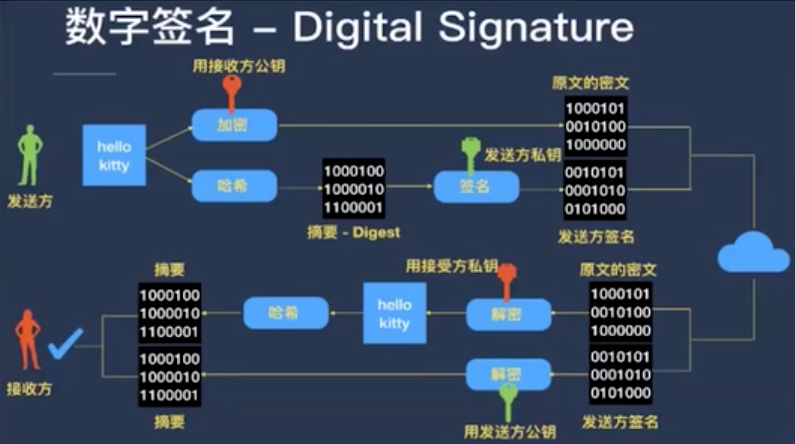 数字签名 – Digital Signature
用接收方公钥
原文的密文
加密
1000101
0010100
1000000
hello
kitty
发送方私钥
发送方
哈希
1000100
1000010
1100001
签名
0010101
0001010
0101000
摘要 - Digest
发送方签名
摘要
用接受方私钥
原文的密文
1000100
1000010
1100001
哈希
hello
kitty
解密
1000101
0010100
1000000
接收方
1000100
1000010
1100001
解密
0010101
0001010
0101000
摘要
用发送方公钥
发送方签名